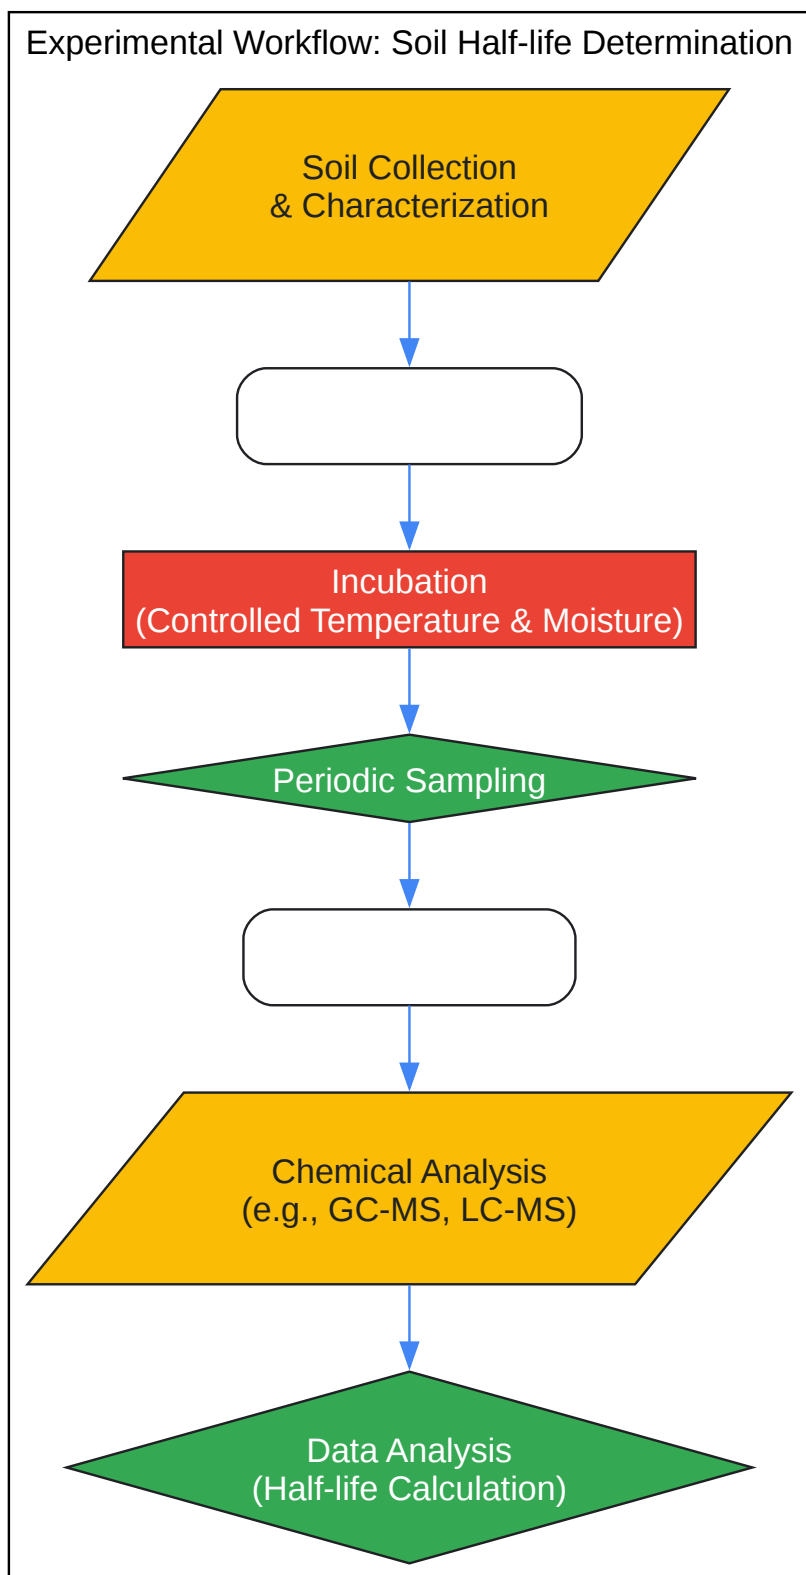 Experimental Workflow: Soil Half-life Determination
Soil Collection
& Characterization
Incubation
(Controlled Temperature & Moisture)
Periodic Sampling
Chemical Analysis
(e.g., GC-MS, LC-MS)
Data Analysis
(Half-life Calculation)